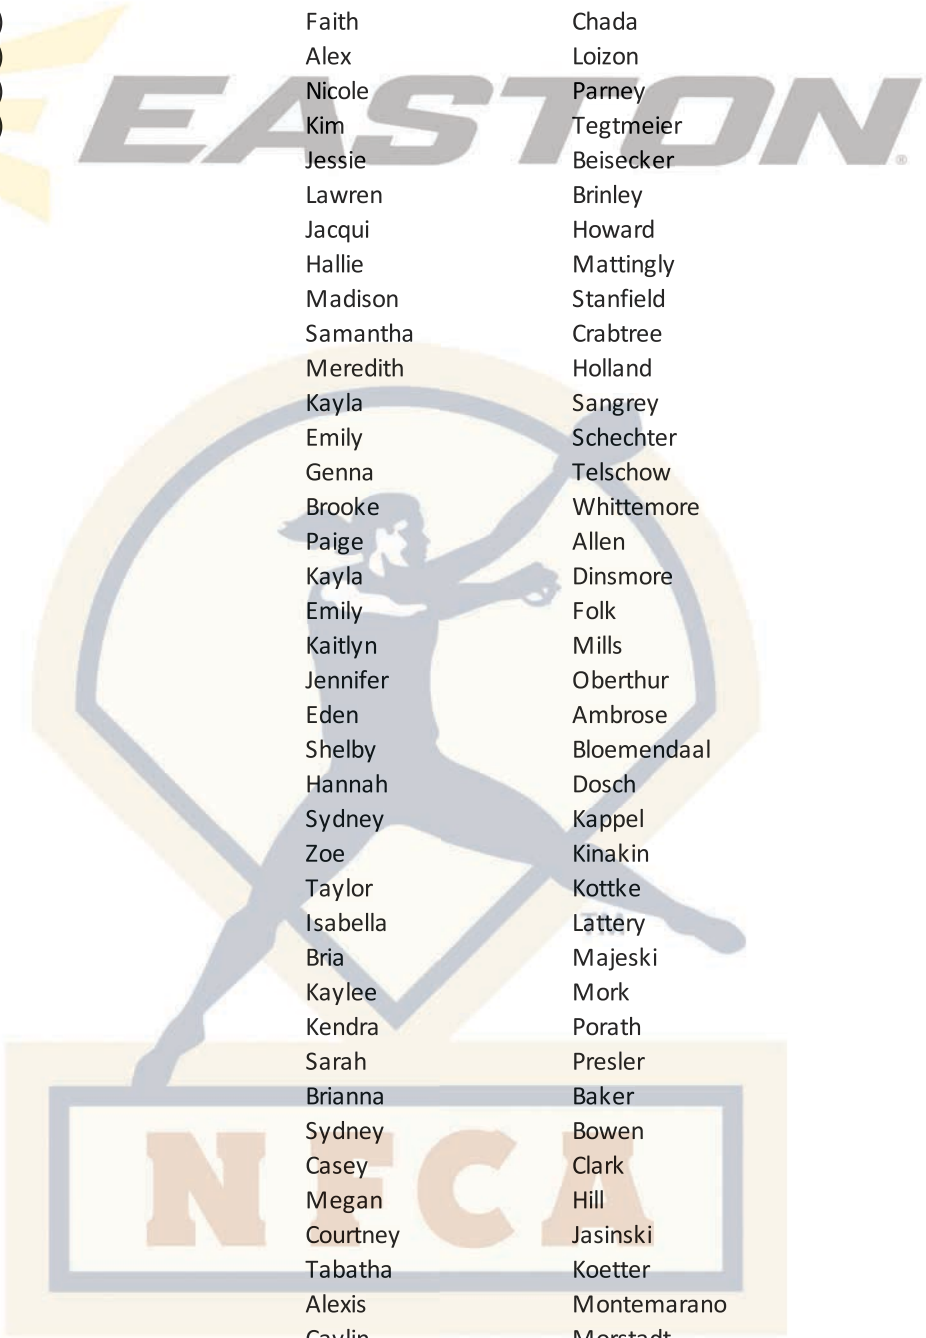 ) Faith Chada
) Alex Loizon
) Nicole Parney
) Kim Tegtmeier
EASTON®
Jessie Beisecker
Lawren Brinley
Jacqui Howard
Hallie Mattingly
Madison Stanfield
Samantha Crabtree
Meredith Holland
Kayla Sangrey
Emily Schechter
Genna Telschow
Brooke Whittemore
Paige Allen
Kayla Dinsmore
Emily Folk
Kaitlyn Mills
Jennifer Oberthur
Eden Ambrose
Shelby Bloemendaal
Hannah Dosch
Sydney Kappel
Zoe Kinakin
Taylor Kottke
Isabella Lattery
TM
Bria Majeski
Kaylee Mork
Kendra Porath
Sarah Presler
Brianna Baker
Sydney Bowen
Casey Clark
NFCA
Megan Hill
Courtney Jasinski
Tabatha Koetter
Alexis Montemarano
Caylin Morstadt